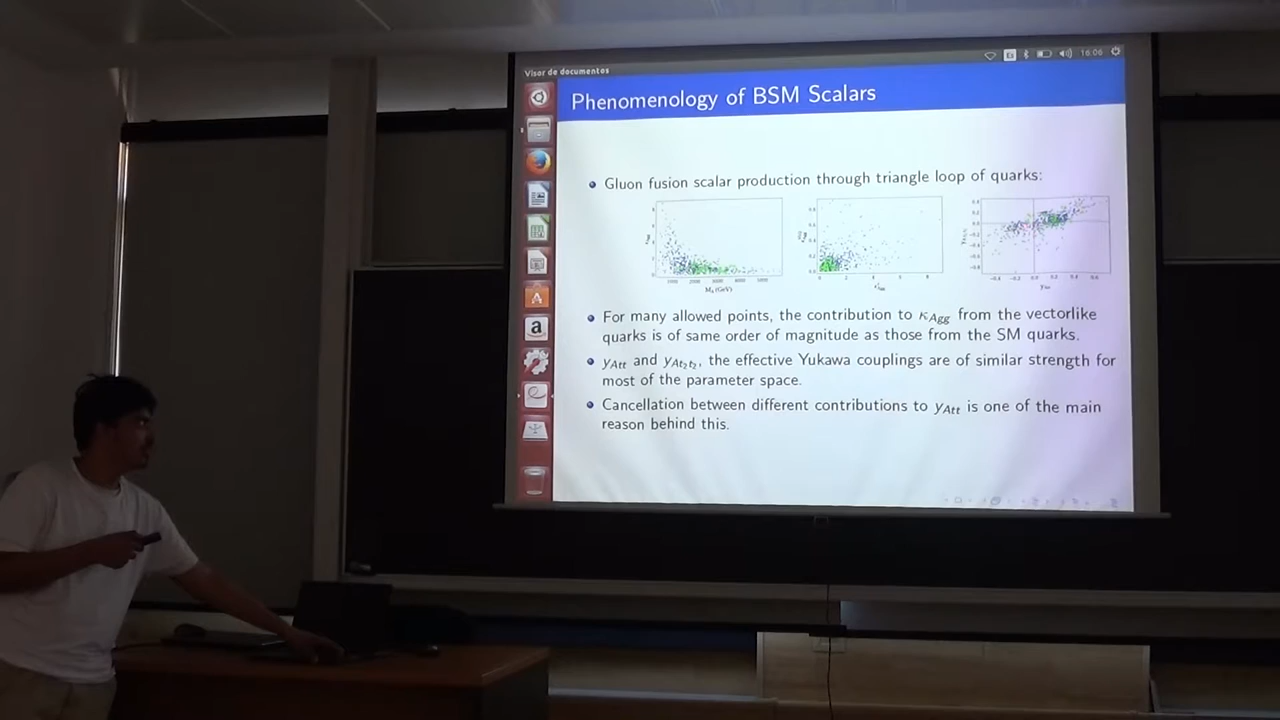 Visor de documentos
Es
16:06
Phenomenology of BSM Scalars
Gluon fusion scalar production through triangle loop of quarks:
For many allowed points, the contribution to κAgg from the vectorlike
quarks is of same order of magnitude as those from the SM quarks.
yAtt and yAt₂t₂, the effective Yukawa couplings are of similar strength for
most of the parameter space.
Cancellation between different contributions to yAtt is one of the main
reason behind this.